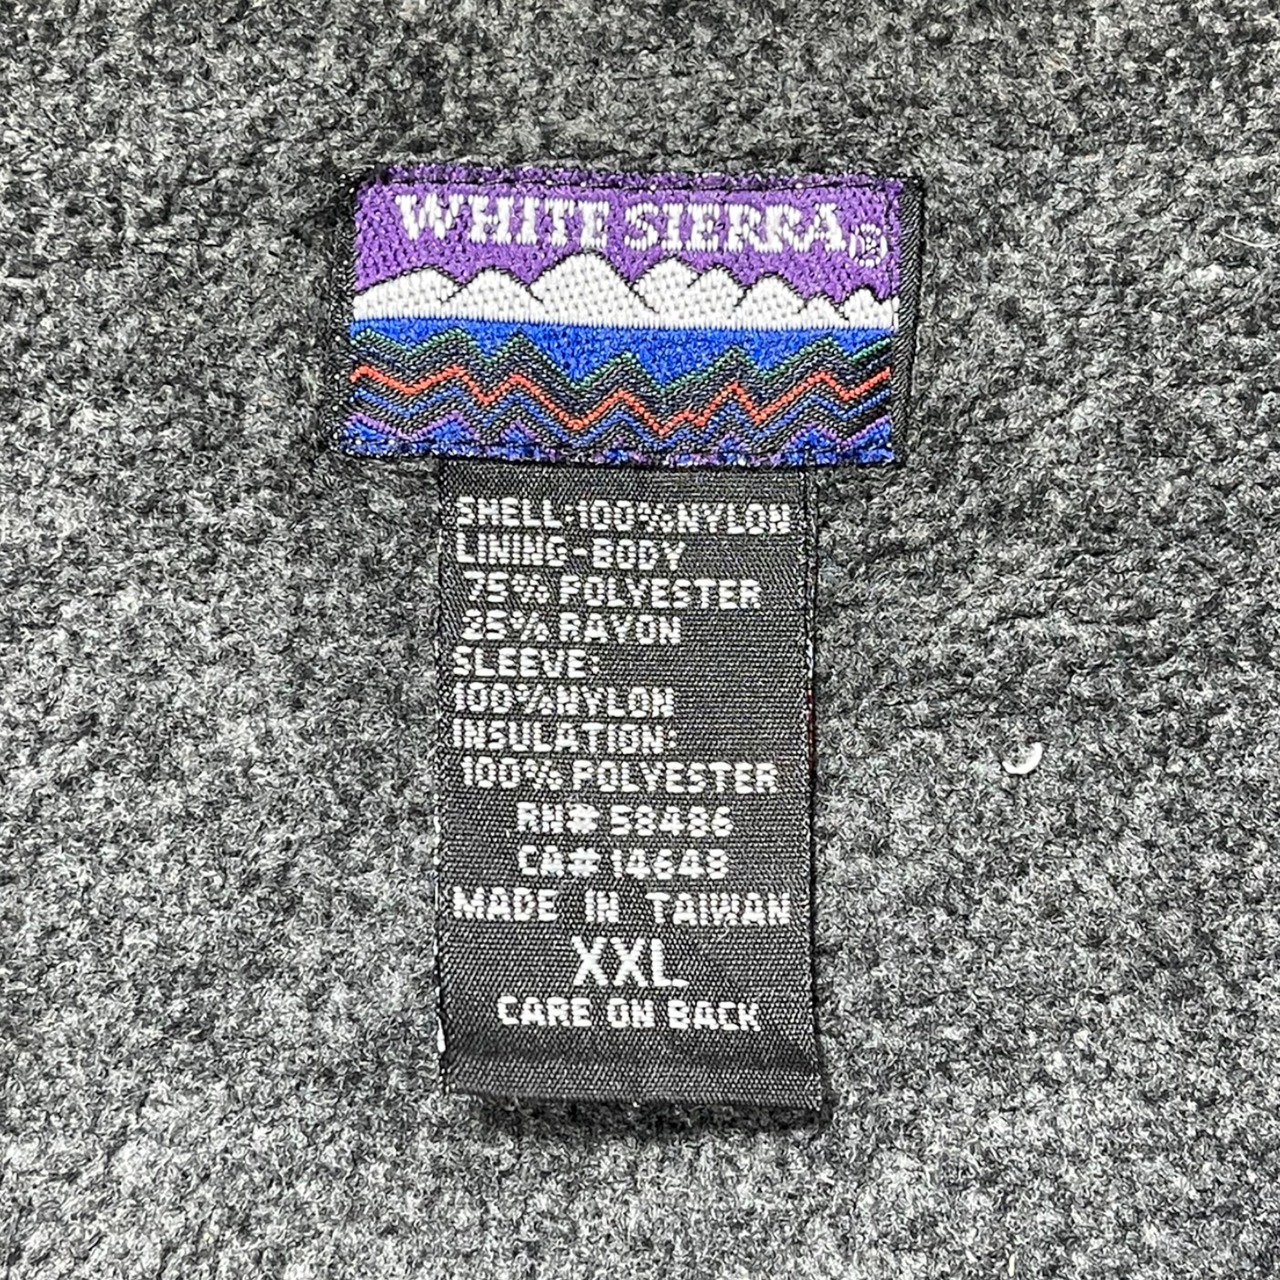 WHITE SIERRA®
SHELL-100%NYLON
LINING-BODY
75% POLYESTER
25% RAYON
SLEEVE:
100%NYLON
INSULATION:
100% POLYESTER
RN# 58486
CA# 14648
MADE IN TAIWAN
XXL
CARE ON BACK